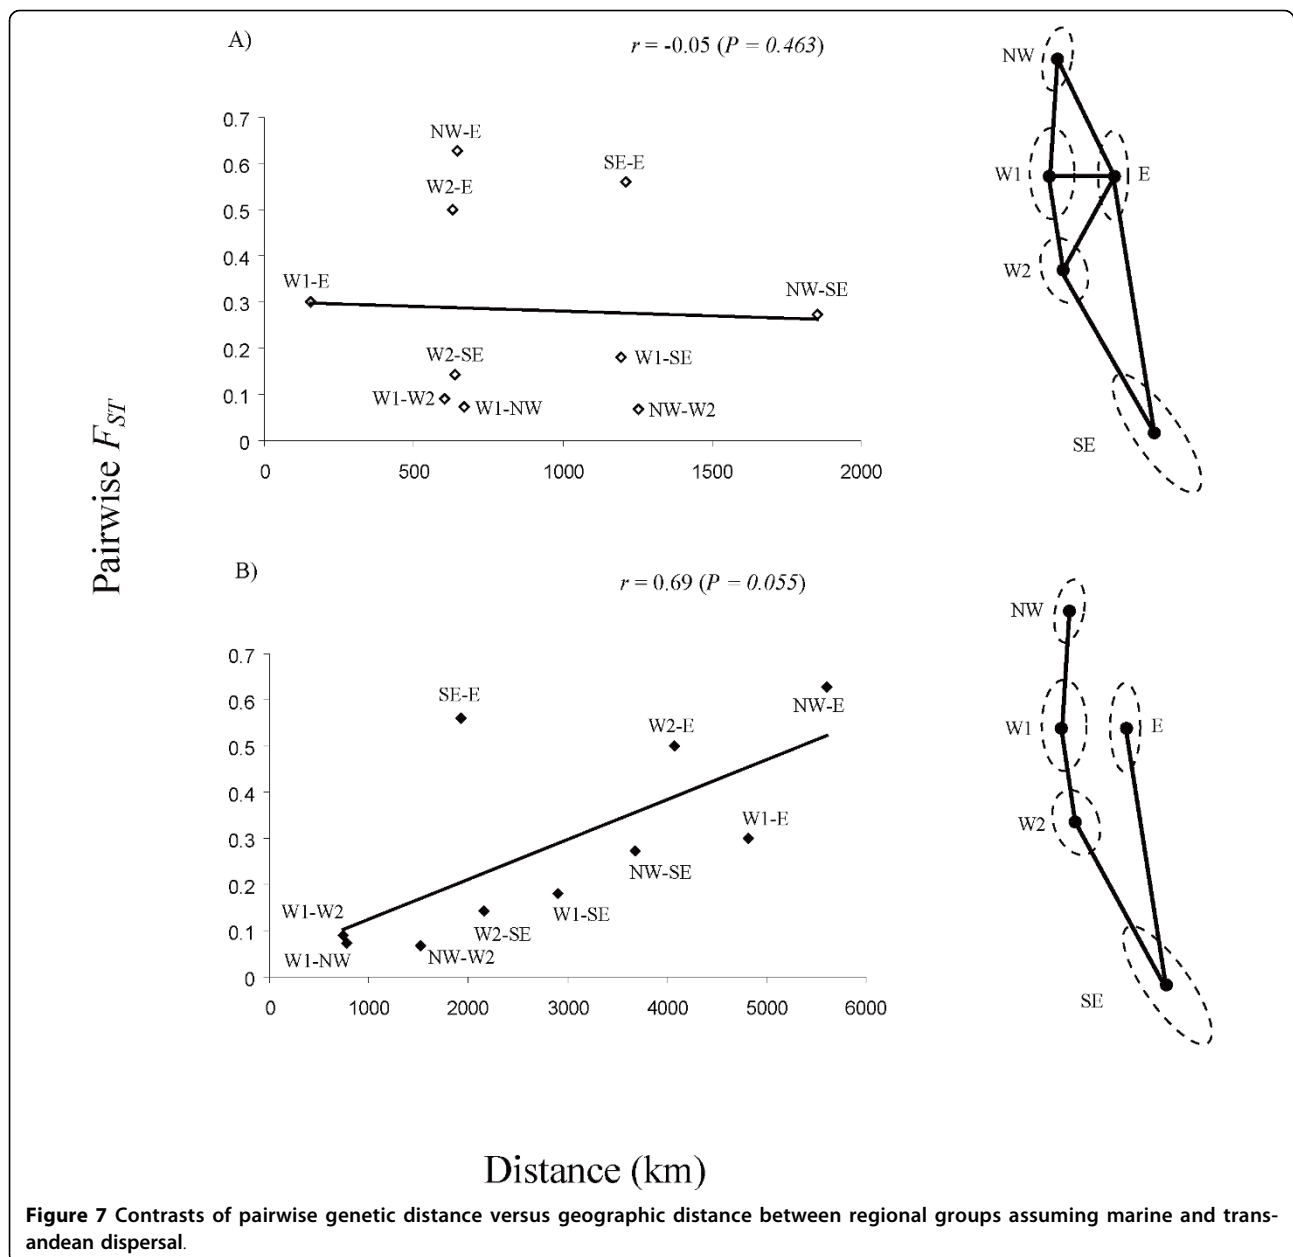 A)
r = -0.05 (P = 0.463)
Pairwise F_ST
0.7
0.6
0.5
0.4
0.3
0.2
0.1
0
0 500 1000 1500 2000
NW-E
SE-E
W2-E
W1-E
NW-SE
W2-SE
W1-SE
W1-W2
W1-NW
NW-W2
NW
W1
E
W2
SE
B)
r = 0.69 (P = 0.055)
0.7
0.6
0.5
0.4
0.3
0.2
0.1
0
0 1000 2000 3000 4000 5000 6000
SE-E
NW-E
W2-E
W1-E
NW-SE
W1-W2
W1-SE
W2-SE
W1-NW
NW-W2
NW
W1
E
W2
SE
Distance (km)
Figure 7 Contrasts of pairwise genetic distance versus geographic distance between regional groups assuming marine and trans-
andean dispersal.